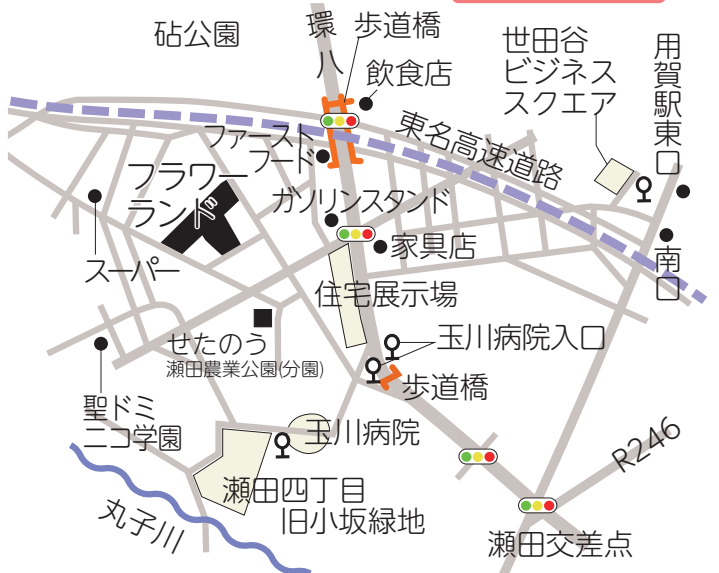 砧公園
環八
歩道橋
飲食店
世田谷
ビジネス
スクエア
用賀駅東口
東名高速道路
ファースト
フード
フラワー
ランド
ガソリンスタンド
南口
家具店
スーパー
住宅展示場
せたのう
瀬田農業公園(分園)
玉川病院入口
歩道橋
聖ドミ
ニコ学園
玉川病院
R246
瀬田四丁目
旧小坂緑地
丸子川
瀬田交差点